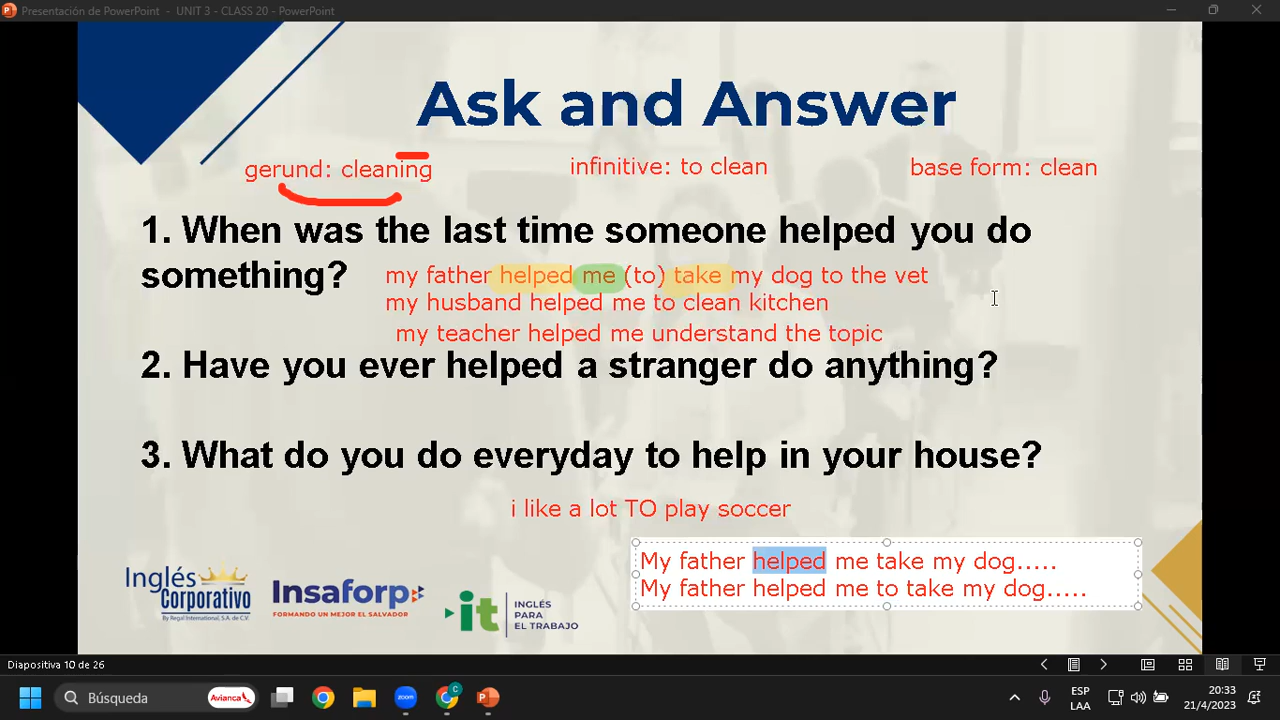 Presentación de PowerPoint - UNIT 3 - CLASS 20 - PowerPoint
Ask and Answer
gerund: cleaning
infinitive: to clean
base form: clean
1. When was the last time someone helped you do
something?
my father helped me (to) take my dog to the vet
my husband helped me to clean kitchen
my teacher helped me understand the topic
2. Have you ever helped a stranger do anything?
3. What do you do everyday to help in your house?
i like a lot TO play soccer
My father helped me take my dog.....
My father helped me to take my dog.....
Inglés
Corporativo
By Regal International, S.A. de C.V.
Insaforp
FORMANDO UN MEJOR EL SALVADOR
it
INGLÉS
PARA
EL TRABAJO
Diapositiva 10 de 26
Búsqueda
Avianca
ESP
LAA
20:33
21/4/2023